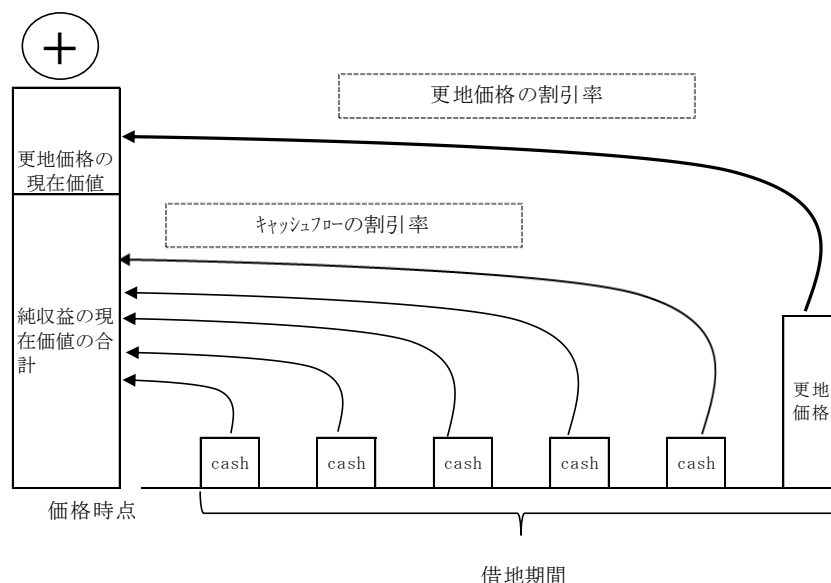 +
更地価格の割引率
更地価格の
現在価値
ｷｬｯｼｭﾌﾛｰの割引率
純収益の現
在価値の合
計
更地
価格
cash
cash
cash
cash
cash
価格時点
借地期間